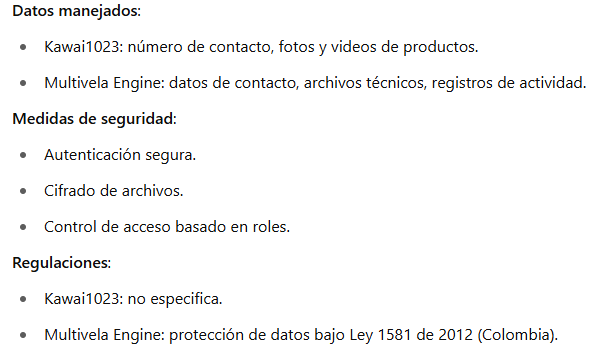 Datos manejados:
• Kawai1023: número de contacto, fotos y videos de productos.
• Multivela Engine: datos de contacto, archivos técnicos, registros de actividad.
Medidas de seguridad:
• Autenticación segura.
• Cifrado de archivos.
• Control de acceso basado en roles.
Regulaciones:
• Kawai1023: no especifica.
• Multivela Engine: protección de datos bajo Ley 1581 de 2012 (Colombia).